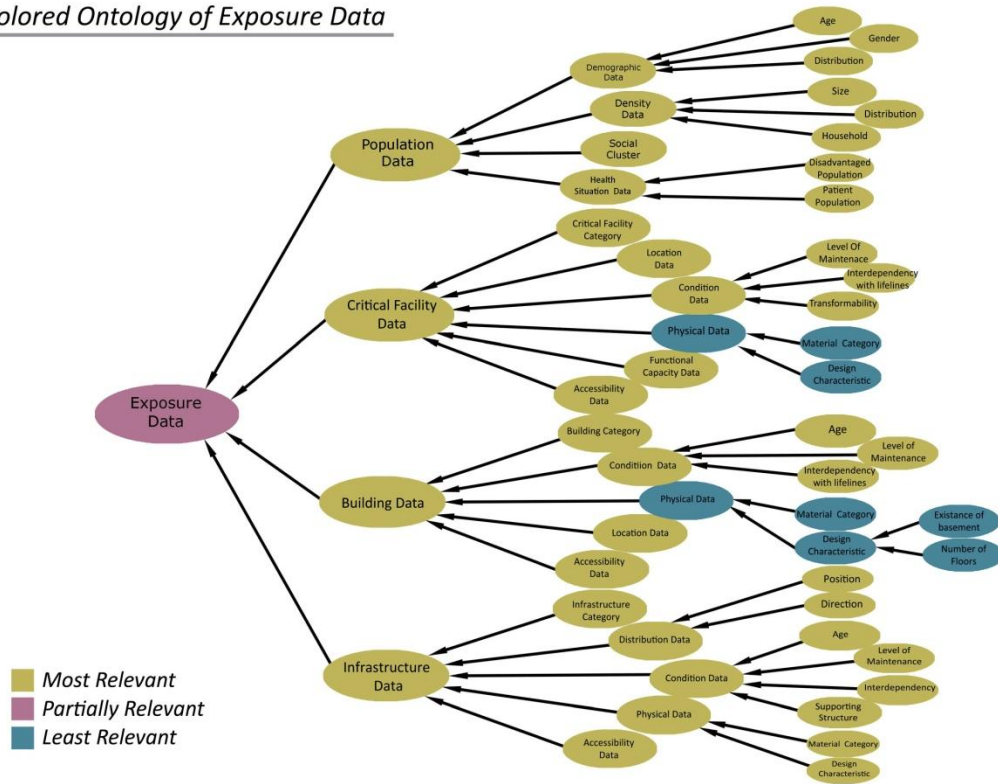 olored Ontology of Exposure Data
Age
Gender
Demographic
Data
Distribution
Size
Density
Data
Distribution
Household
Population
Data
Social
Cluster
Disadvantaged
Population
Health
Situation Data
Patient
Population
Critical Facility
Category
Location
Data
Level Of
Maintenace
Interdependency
with lifelines
Condition
Data
Transformability
Critical Facility
Data
Physical Data
Material Category
Design
Characteristic
Functional
Capacity Data
Accessibility
Data
Exposure
Data
Building Category
Age
Level of
Maintenance
Condition Data
Interdependency
with lifelines
Building Data
Physical Data
Material Category
Existance of
basement
Design
Characteristic
Number of
Floors
Location Data
Accessibility
Data
Position
Infrastructure
Category
Direction
Distribution Data
Age
Level of
Maintenance
Infrastructure
Data
Condition Data
Interdependency
Supporting
Structure
Physical Data
Material Category
Accessibility
Data
Design
Characteristic
Most Relevant
Partially Relevant
Least Relevant